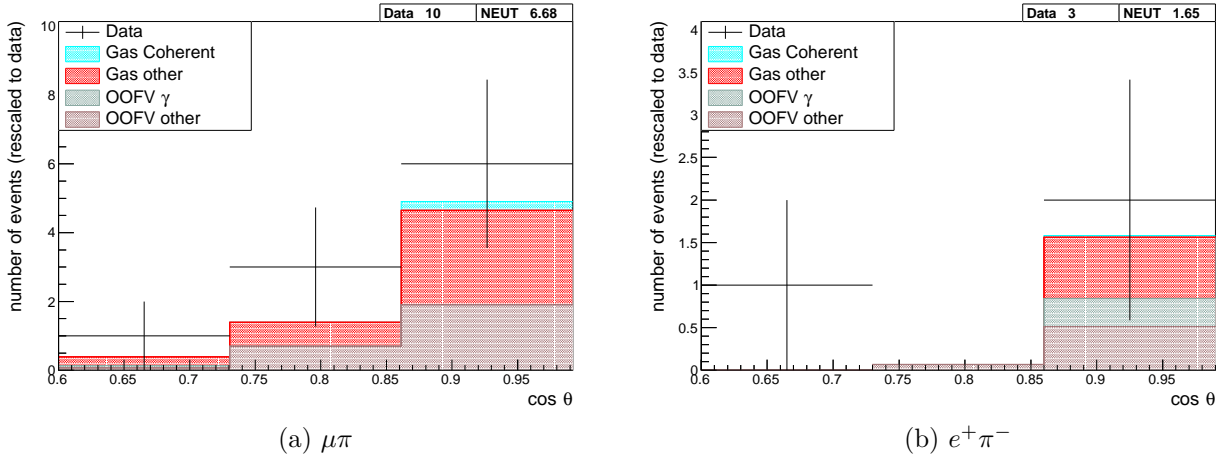 Data 10 NEUT 6.68
number of events (rescaled to data)
10
8
6
4
2
0
Data
Gas Coherent
Gas other
OOFV γ
OOFV other
0.6 0.65 0.7 0.75 0.8 0.85 0.9 0.95
cos θ
(a) μπ
Data 3 NEUT 1.65
number of events (rescaled to data)
4
3.5
3
2.5
2
1.5
1
0.5
0
Data
Gas Coherent
Gas other
OOFV γ
OOFV other
0.6 0.65 0.7 0.75 0.8 0.85 0.9 0.95
cos θ
(b) e⁺π⁻